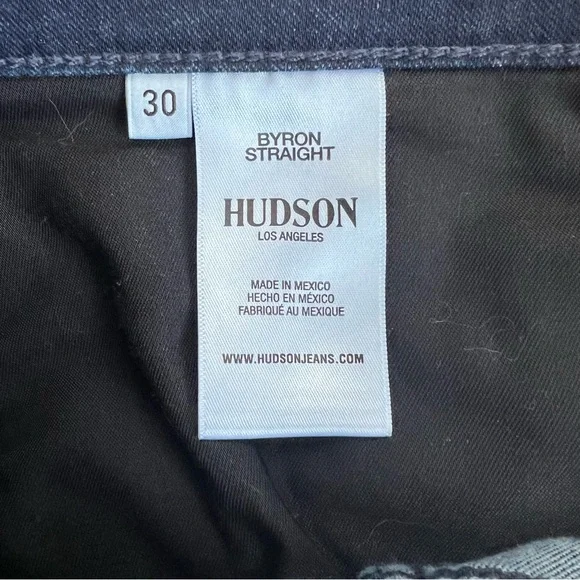 30
BYRON
STRAIGHT
HUDSON
LOS ANGELES
MADE IN MEXICO
HECHO EN MÉXICO
FABRIQUÉ AU MEXIQUE
WWW.HUDSONJEANS.COM